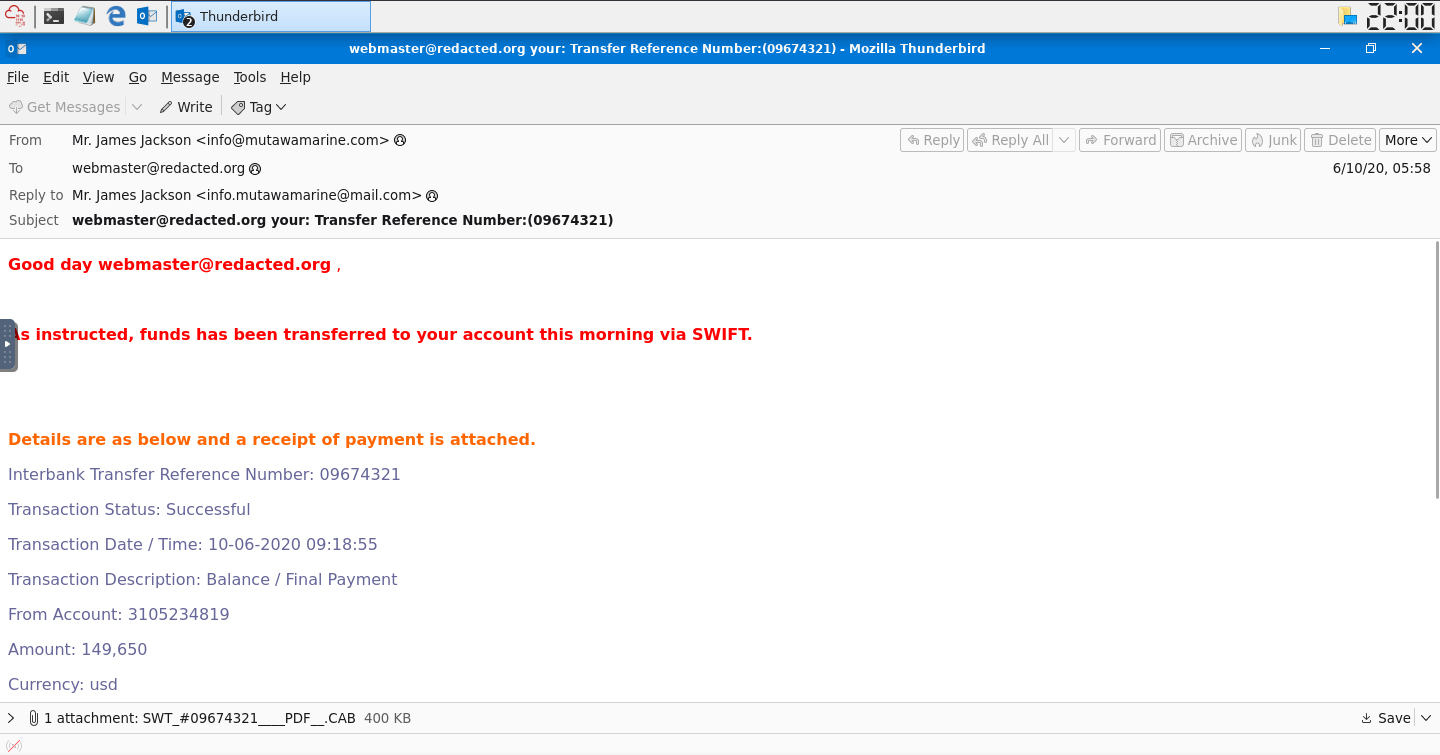 2 Thunderbird 22:00
webmaster@redacted.org your: Transfer Reference Number:(09674321) - Mozilla Thunderbird
File Edit View Go Message Tools Help
Get Messages Write Tag
From Mr. James Jackson <info@mutawamarine.com> Reply Reply All Forward Archive Junk Delete More
To webmaster@redacted.org 6/10/20, 05:58
Reply to Mr. James Jackson <info.mutawamarine@mail.com>
Subject webmaster@redacted.org your: Transfer Reference Number:(09674321)
Good day webmaster@redacted.org ,
As instructed, funds has been transferred to your account this morning via SWIFT.
Details are as below and a receipt of payment is attached.
Interbank Transfer Reference Number: 09674321
Transaction Status: Successful
Transaction Date / Time: 10-06-2020 09:18:55
Transaction Description: Balance / Final Payment
From Account: 3105234819
Amount: 149,650
Currency: usd
1 attachment: SWT_#09674321____PDF__.CAB 400 KB Save